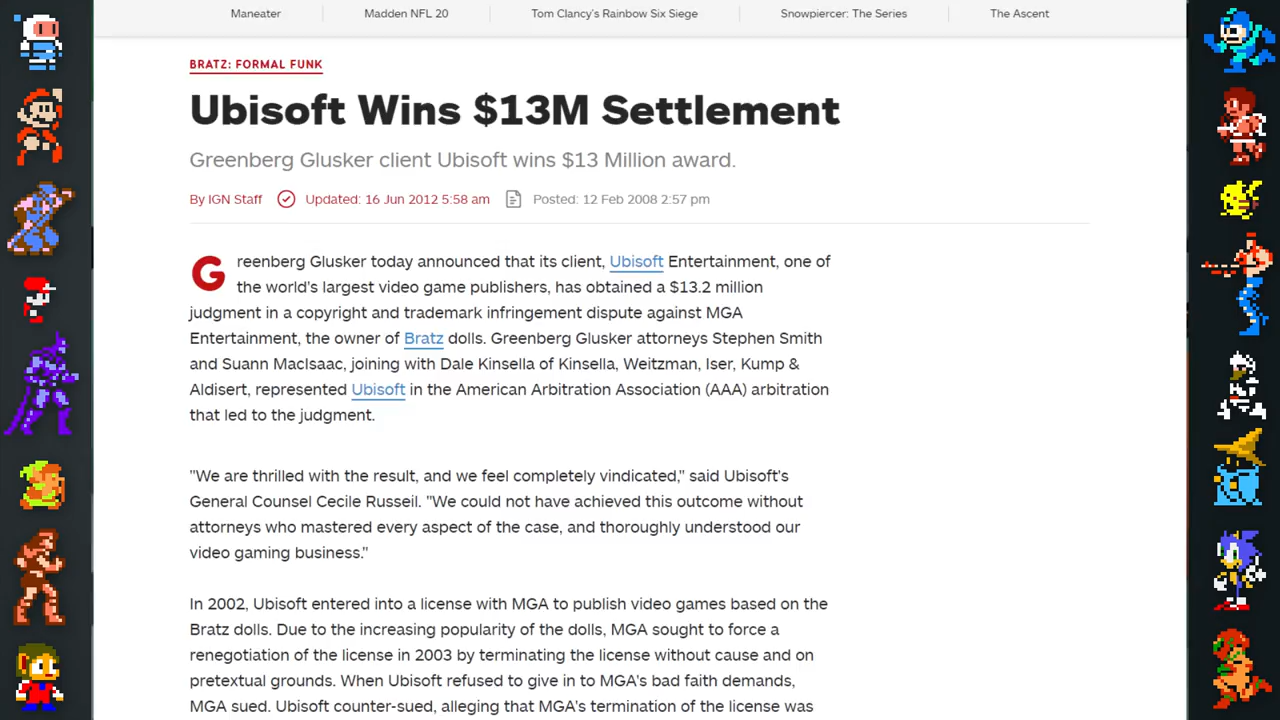 Maneater Madden NFL 20 Tom Clancy's Rainbow Six Siege Snowpiercer: The Series The Ascent
BRATZ: FORMAL FUNK
Ubisoft Wins $13M Settlement
Greenberg Glusker client Ubisoft wins $13 Million award.
By IGN Staff Updated: 16 Jun 2012 5:58 am Posted: 12 Feb 2008 2:57 pm
Greenberg Glusker today announced that its client, Ubisoft Entertainment, one of
the world's largest video game publishers, has obtained a $13.2 million
judgment in a copyright and trademark infringement dispute against MGA
Entertainment, the owner of Bratz dolls. Greenberg Glusker attorneys Stephen Smith
and Suann MacIsaac, joining with Dale Kinsella of Kinsella, Weitzman, Iser, Kump &
Aldisert, represented Ubisoft in the American Arbitration Association (AAA) arbitration
that led to the judgment.
"We are thrilled with the result, and we feel completely vindicated," said Ubisoft's
General Counsel Cecile Russeil. "We could not have achieved this outcome without
attorneys who mastered every aspect of the case, and thoroughly understood our
video gaming business."
In 2002, Ubisoft entered into a license with MGA to publish video games based on the
Bratz dolls. Due to the increasing popularity of the dolls, MGA sought to force a
renegotiation of the license in 2003 by terminating the license without cause and on
pretextual grounds. When Ubisoft refused to give in to MGA's bad faith demands,
MGA sued. Ubisoft counter-sued, alleging that MGA's termination of the license was